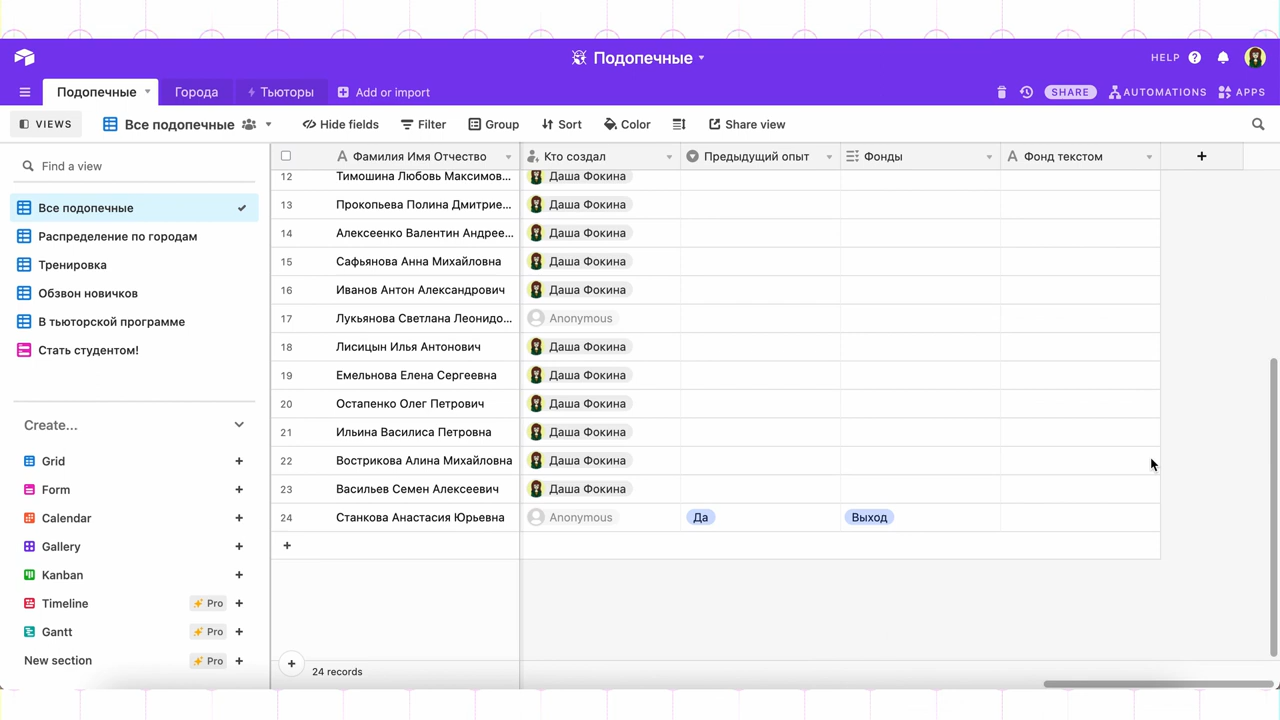 Подопечные
HELP
Подопечные
Города
Тьюторы
Add or import
SHARE
AUTOMATIONS
APPS
VIEWS
Все подопечные
Hide fields
Filter
Group
Sort
Color
Share view
Find a view
Все подопечные
Распределение по городам
Тренировка
Обзвон новичков
В тьюторской программе
Стать студентом!
Create...
Grid
Form
Calendar
Gallery
Kanban
Timeline Pro
Gantt Pro
New section Pro
Фамилия Имя Отчество Кто создал Предыдущий опыт Фонды Фонд текстом
12 Тимошина Любовь Максимов... Даша Фокина
13 Прокопьева Полина Дмитрие... Даша Фокина
14 Алексеенко Валентин Андрее... Даша Фокина
15 Сафьянова Анна Михайловна Даша Фокина
16 Иванов Антон Александрович Даша Фокина
17 Лукьянова Светлана Леонидо... Anonymous
18 Лисицын Илья Антонович Даша Фокина
19 Емельнова Елена Сергеевна Даша Фокина
20 Остапенко Олег Петрович Даша Фокина
21 Ильина Василиса Петровна Даша Фокина
22 Вострикова Алина Михайловна Даша Фокина
23 Васильев Семен Алексеевич Даша Фокина
24 Станкова Анастасия Юрьевна Anonymous Да Выход
24 records